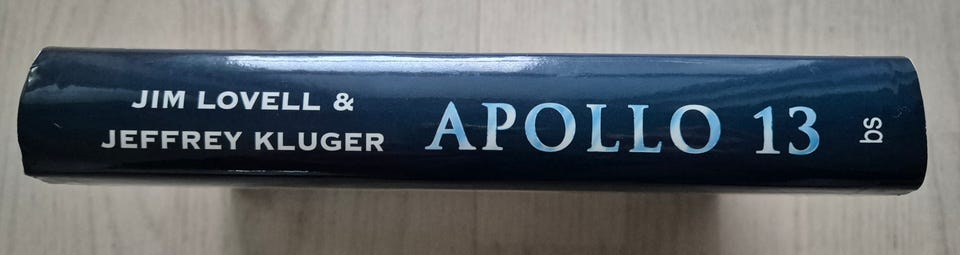 JIM LOVELL &
JEFFREY KLUGER
APOLLO 13
bs